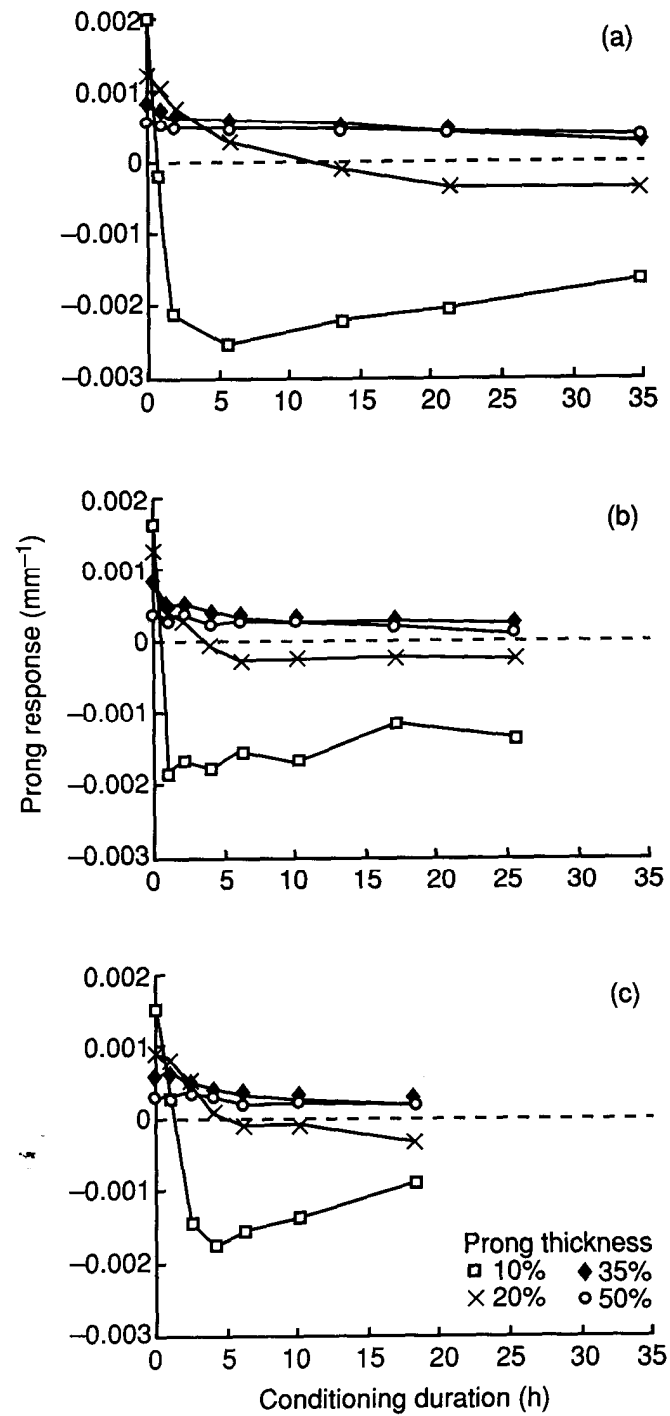 (a)
0.002
0.001
0
−0.001
−0.002
−0.003
0 5 10 15 20 25 30 35
(b)
0.002
0.001
0
−0.001
−0.002
−0.003
0 5 10 15 20 25 30 35
Prong response (mm⁻¹)
(c)
0.002
0.001
0
−0.001
−0.002
−0.003
Prong thickness
10% 35%
20% 50%
0 5 10 15 20 25 30 35
Conditioning duration (h)